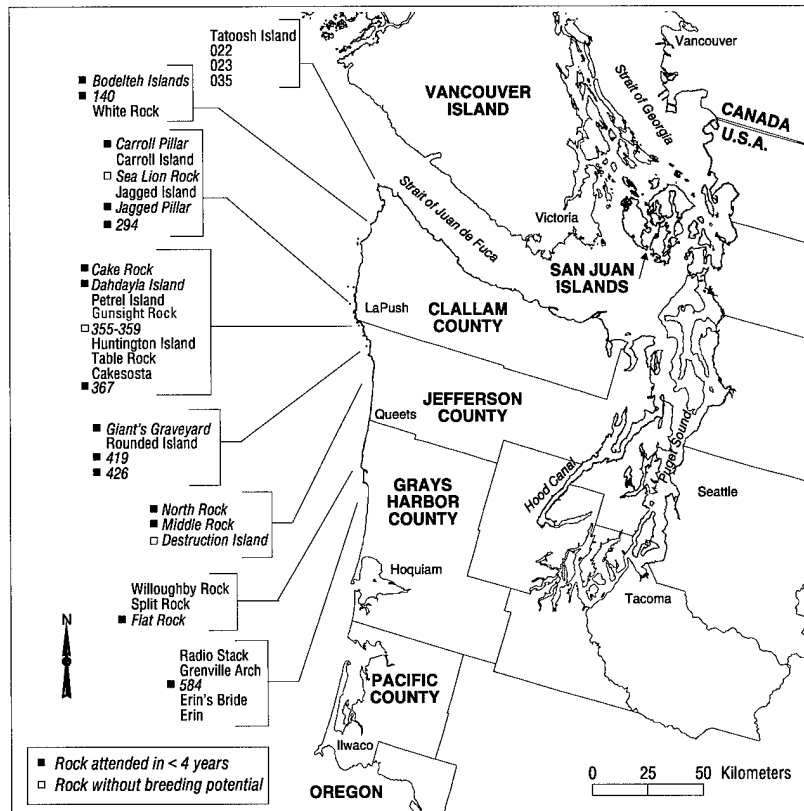 Tatoosh Island
022
023
035
■ Bodelteh Islands
■ 140
White Rock
■ Carroll Pillar
Carroll Island
□ Sea Lion Rock
Jagged Island
■ Jagged Pillar
■ 294
■ Cake Rock
■ Dahdayla Island
Petrel Island
Gunsight Rock
□ 355-359
Huntington Island
Table Rock
Cakesosta
■ 367
■ Giant's Graveyard
Rounded Island
■ 419
■ 426
■ North Rock
■ Middle Rock
□ Destruction Island
Willoughby Rock
Split Rock
■ Flat Rock
Radio Stack
Grenville Arch
■ 584
Erin's Bride
Erin
Vancouver
VANCOUVER
ISLAND
Strait of Georgia
CANADA
U.S.A.
Strait of Juan de Fuca
Victoria
SAN JUAN
ISLANDS
LaPush
CLALLAM
COUNTY
Queets
JEFFERSON
COUNTY
Hood Canal
Puget Sound
Seattle
GRAYS
HARBOR
COUNTY
Hoquiam
Tacoma
PACIFIC
COUNTY
Ilwaco
OREGON
N
■ Rock attended in < 4 years
□ Rock without breeding potential
0 25 50 Kilometers